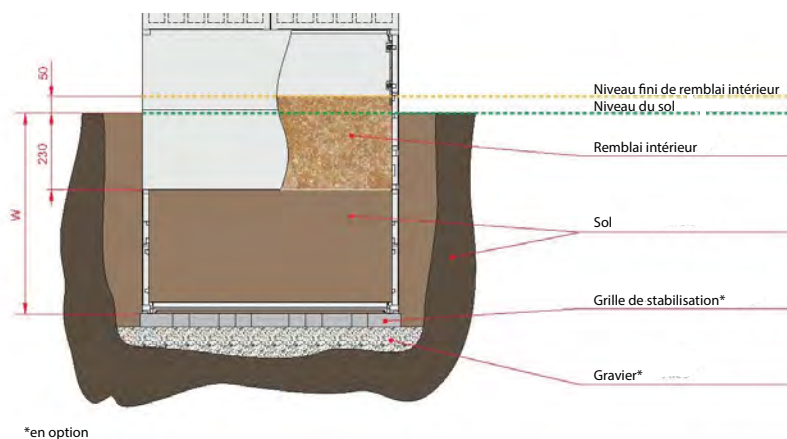 50
Niveau fini de remblai intérieur
Niveau du sol
230
Remblai intérieur
W
Sol
Grille de stabilisation*
Gravier*
*en option